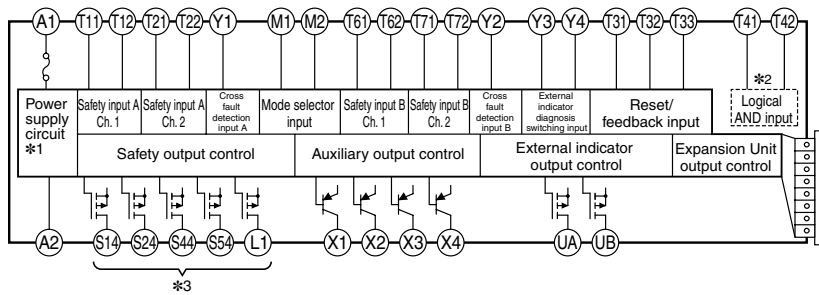 A1 T11 T12 T21 T22 Y1 M1 M2 T61 T62 T71 T72 Y2 Y3 Y4 T31 T32 T33 T41 T42
*2
Power
supply
circuit
*1
Safety input A
Ch. 1
Safety input A
Ch. 2
Cross
fault
detection
input A
Mode selector
input
Safety input B
Ch. 1
Safety input B
Ch. 2
Cross
fault
detection
input B
External
indicator
diagnosis
switching input
Reset/
feedback input
Logical
AND input
Safety output control
Auxiliary output control
External indicator
output control
Expansion Unit
output control
A2 S14 S24 S44 S54 L1 X1 X2 X3 X4 UA UB
*3